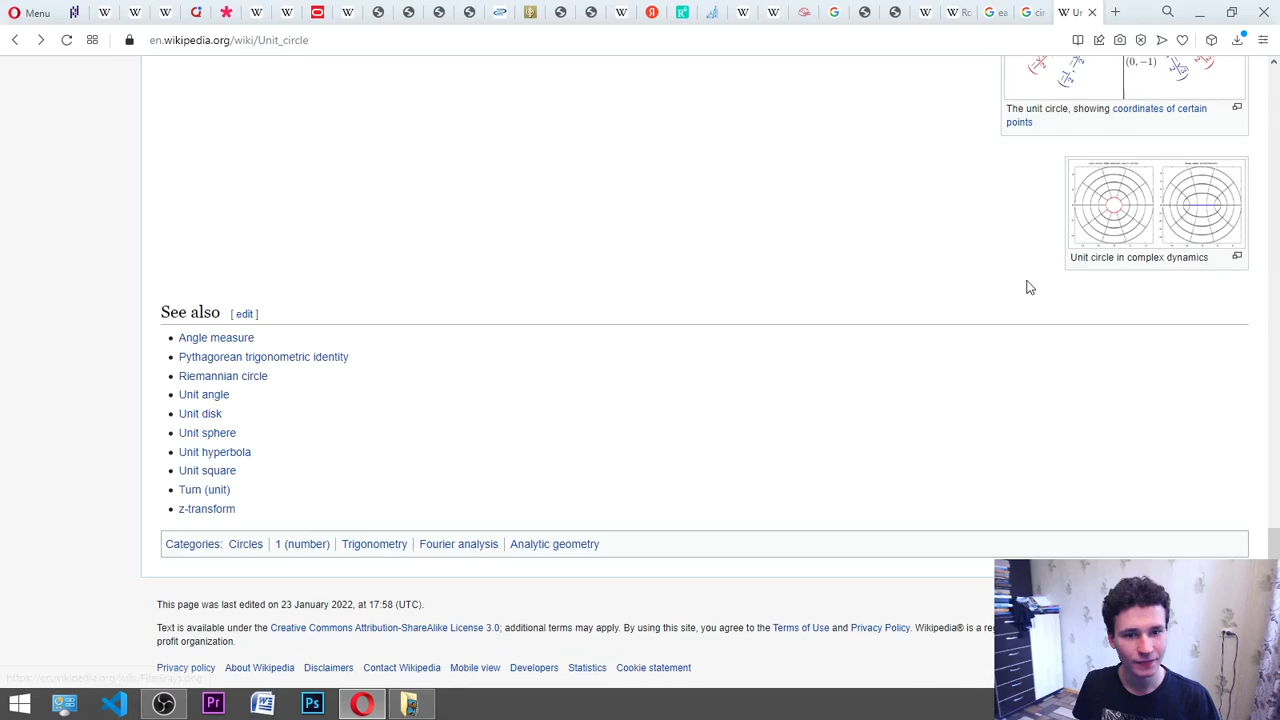 Menu
Ro
ea
cir
Ur
en.wikipedia.org/wiki/Unit_circle
(0, −1)
The unit circle, showing coordinates of certain
points
Unit circle in complex dynamics
See also [ edit ]
Angle measure
Pythagorean trigonometric identity
Riemannian circle
Unit angle
Unit disk
Unit sphere
Unit hyperbola
Unit square
Turn (unit)
z-transform
Categories: Circles | 1 (number) | Trigonometry | Fourier analysis | Analytic geometry
This page was last edited on 23 January 2022, at 17:58 (UTC).
Text is available under the Creative Commons Attribution-ShareAlike License 3.0; additional terms may apply. By using this site, you agree to the Terms of Use and Privacy Policy. Wikipedia® is a re
profit organization.
Privacy policy About Wikipedia Disclaimers Contact Wikipedia Mobile view Developers Statistics Cookie statement
Pr
Ps